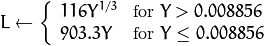 L ← { 116Y^{1/3} for Y > 0.008856
903.3Y for Y ≤ 0.008856